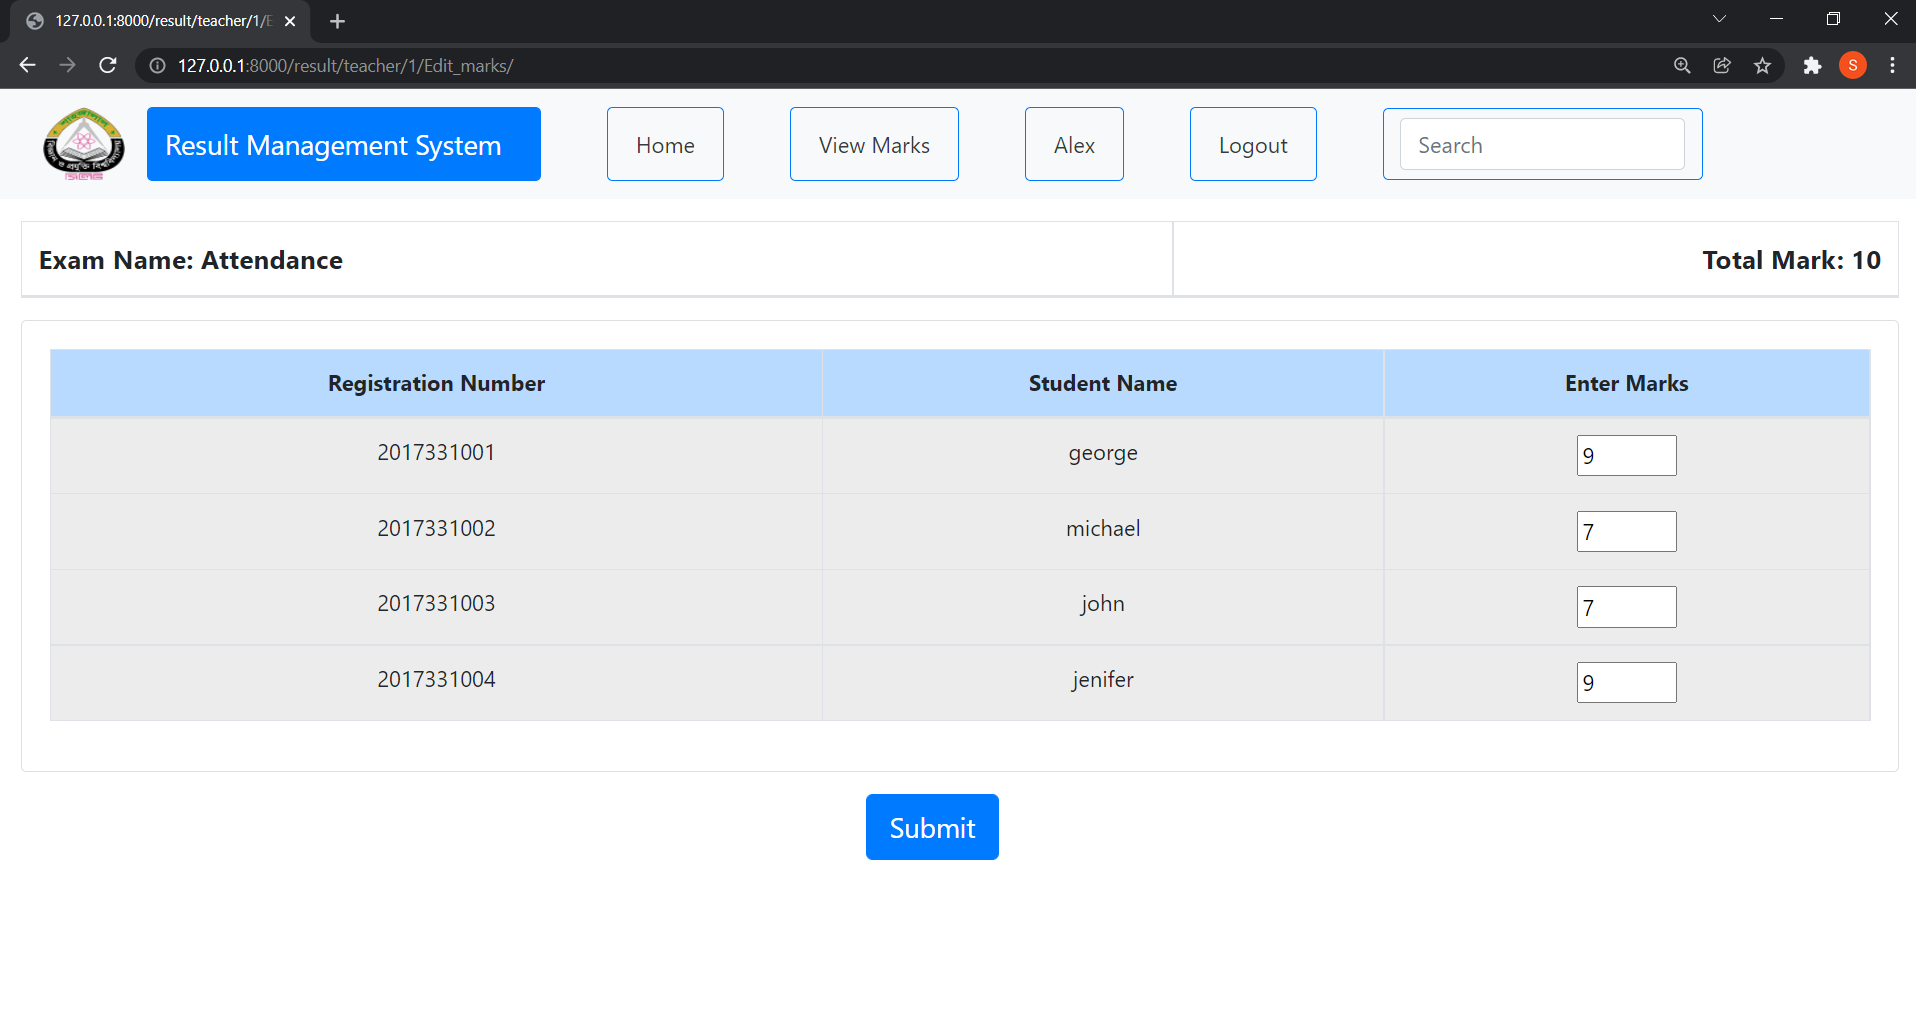 127.0.0.1:8000/result/teacher/1/E
127.0.0.1:8000/result/teacher/1/Edit_marks/
S
Result Management System
Home
View Marks
Alex
Logout
Search
Exam Name: Attendance
Total Mark: 10
Registration Number
Student Name
Enter Marks
2017331001
george
9
2017331002
michael
7
2017331003
john
7
2017331004
jenifer
9
Submit